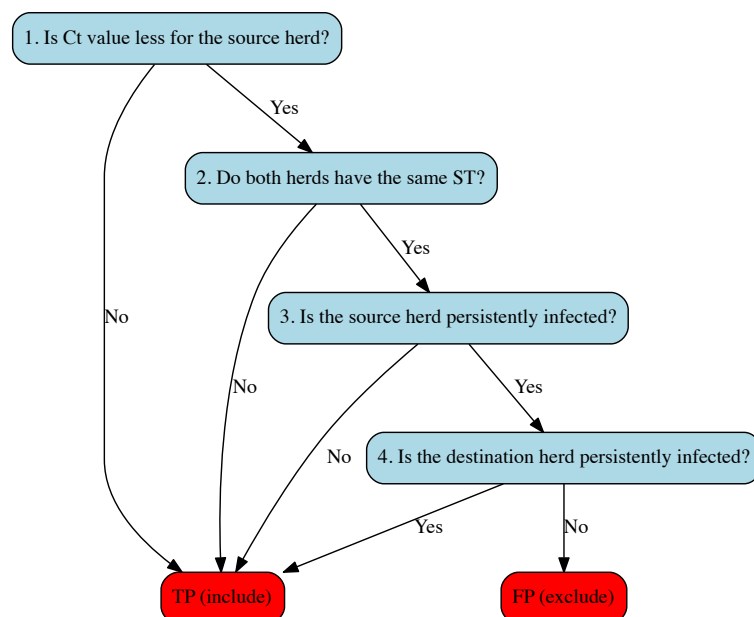 1. Is Ct value less for the source herd?
Yes
2. Do both herds have the same ST?
Yes
No
3. Is the source herd persistently infected?
No
Yes
No
4. Is the destination herd persistently infected?
Yes
No
TP (include)
FP (exclude)